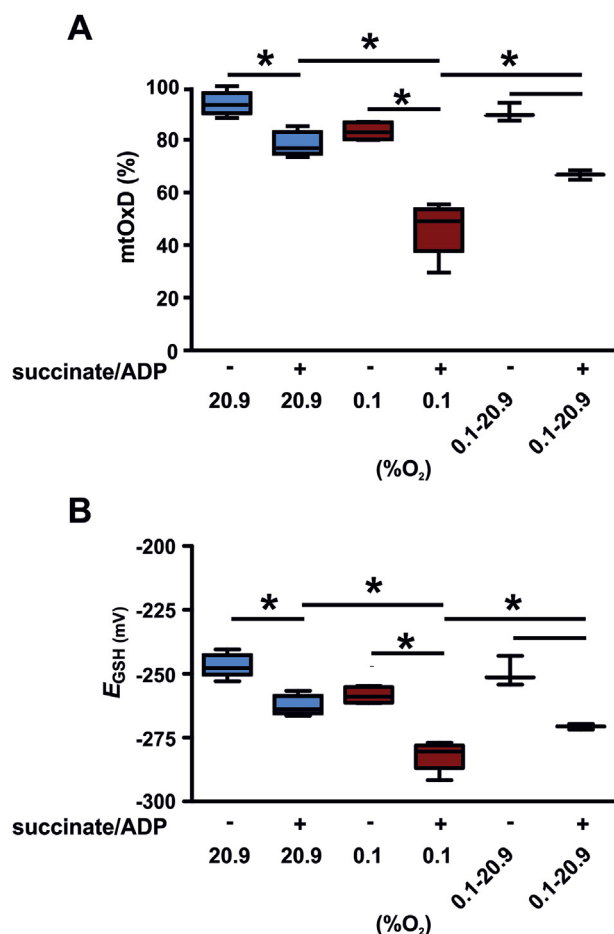 A
* * *
*
100
80
60
40
20
0
mtOxD (%)
succinate/ADP - + - + - +
20.9 20.9 0.1 0.1 0.1-20.9 0.1-20.9
(%O₂)
B
-200
-225
-250
-275
-300
E_GSH (mV)
* * *
*
succinate/ADP - + - + - +
20.9 20.9 0.1 0.1 0.1-20.9 0.1-20.9
(%O₂)